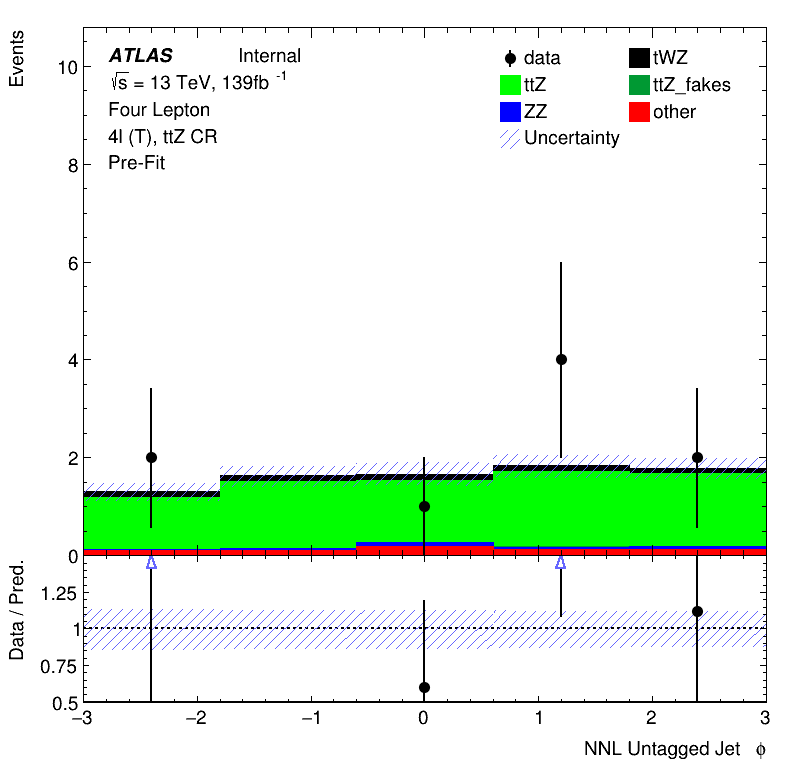 Events
ATLAS Internal
√s = 13 TeV, 139fb⁻¹
Four Lepton
4l (T), ttZ CR
Pre-Fit
data tWZ
ttZ ttZ_fakes
ZZ other
Uncertainty
10
8
6
4
2
0
Data / Pred.
1.25
1
0.75
0.5
−3 −2 −1 0 1 2 3
NNL Untagged Jet ϕ